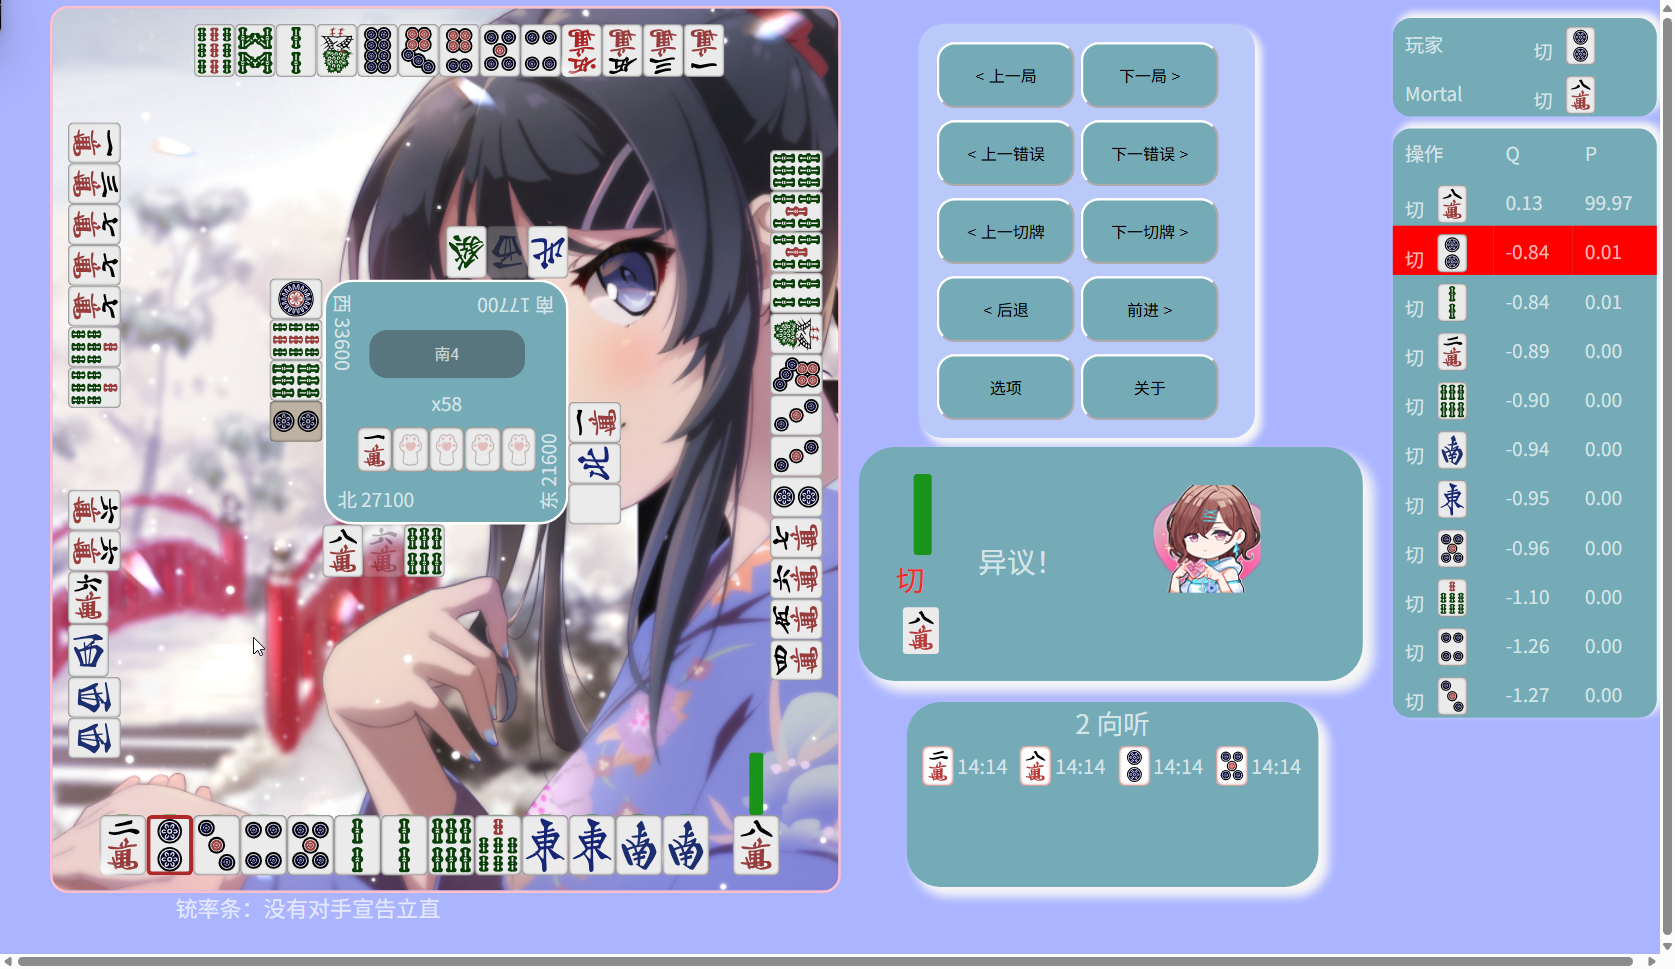 西 33600
南 17700
南4
x58
北 27100
东 21600
铳率条：没有对手宣告立直
< 上一局
下一局 >
< 上一错误
下一错误 >
< 上一切牌
下一切牌 >
< 后退
前进 >
选项
关于
切
异议！
2 向听
14:14
14:14
14:14
14:14
玩家 切
Mortal 切
操作 Q P
切 0.13 99.97
切 -0.84 0.01
切 -0.84 0.01
切 -0.89 0.00
切 -0.90 0.00
切 -0.94 0.00
切 -0.95 0.00
切 -0.96 0.00
切 -1.10 0.00
切 -1.26 0.00
切 -1.27 0.00